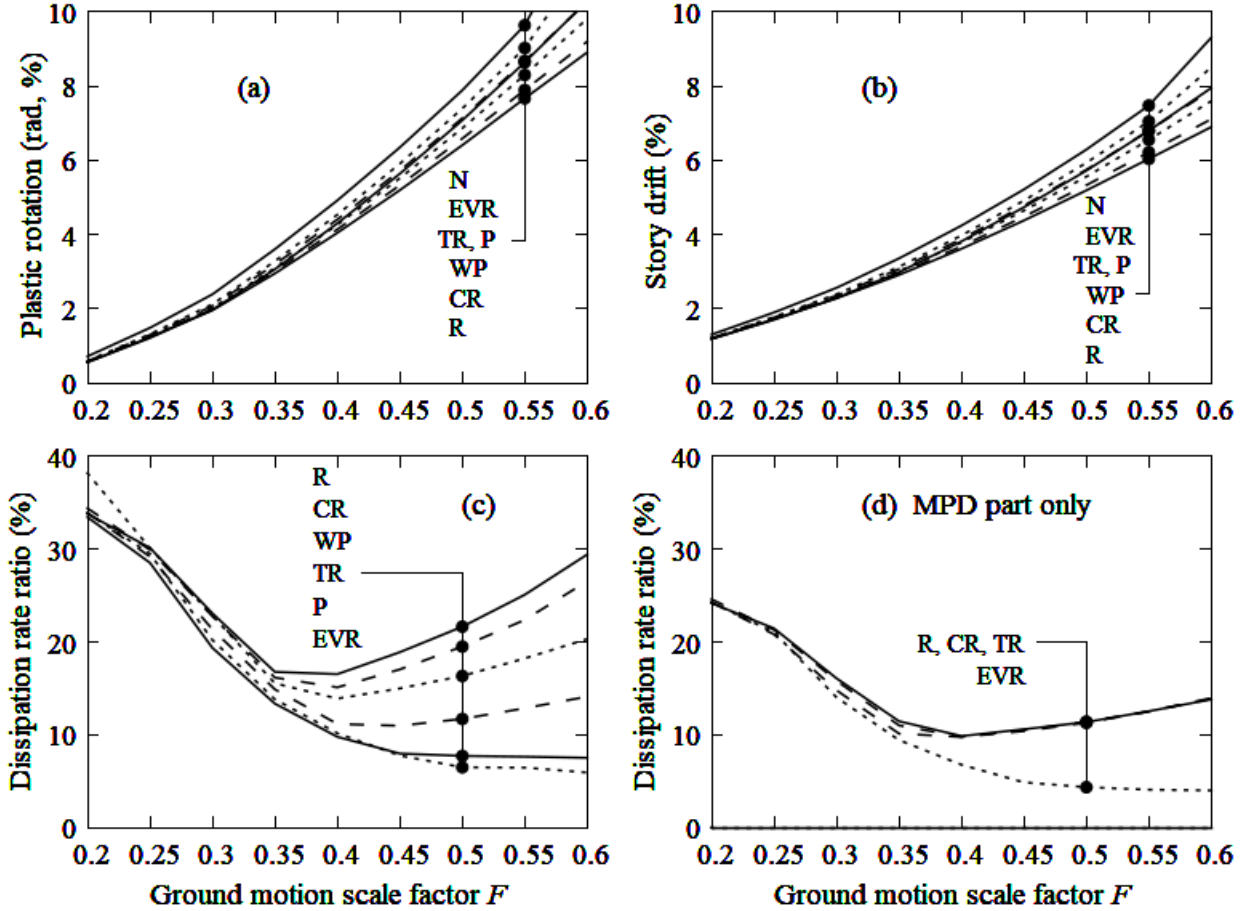 10
8
6
4
2
0
Plastic rotation (rad, %)
(a)
N
EVR
TR, P
WP
CR
R
0.2 0.25 0.3 0.35 0.4 0.45 0.5 0.55 0.6
10
8
6
4
2
0
Story drift (%)
(b)
N
EVR
TR, P
WP
CR
R
0.2 0.25 0.3 0.35 0.4 0.45 0.5 0.55 0.6
40
30
20
10
0
Dissipation rate ratio (%)
(c)
R
CR
WP
TR
P
EVR
0.2 0.25 0.3 0.35 0.4 0.45 0.5 0.55 0.6
Ground motion scale factor F
40
30
20
10
0
Dissipation rate ratio (%)
(d) MPD part only
R, CR, TR
EVR
0.2 0.25 0.3 0.35 0.4 0.45 0.5 0.55 0.6
Ground motion scale factor F